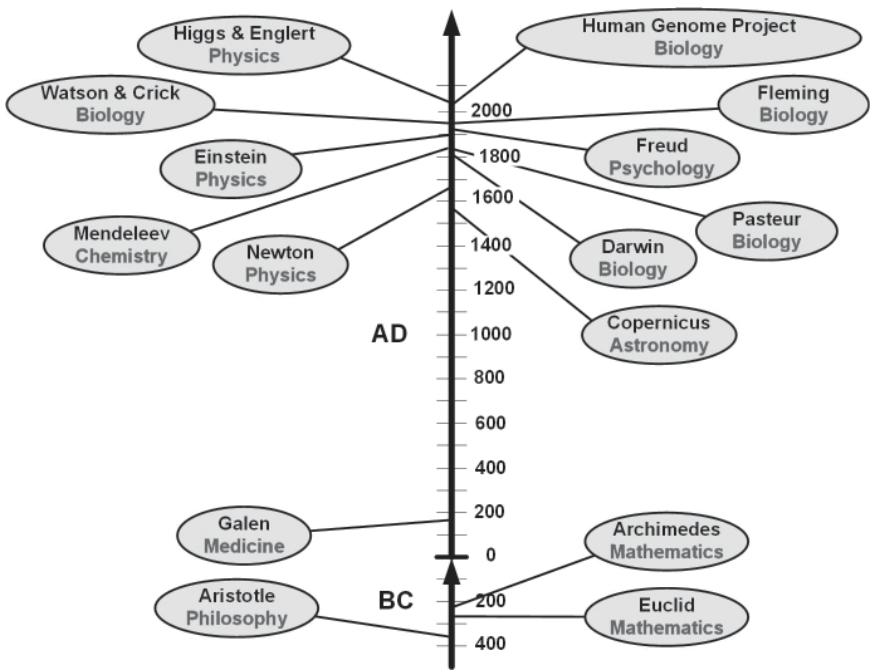 Higgs & Englert
Physics
Human Genome Project
Biology
Watson & Crick
Biology
2000
Fleming
Biology
Einstein
Physics
1800
Freud
Psychology
1600
Mendeleev
Chemistry
Newton
Physics
1400
Darwin
Biology
Pasteur
Biology
1200
AD
1000
Copernicus
Astronomy
800
600
400
200
Galen
Medicine
0
Archimedes
Mathematics
Aristotle
Philosophy
BC
200
Euclid
Mathematics
400